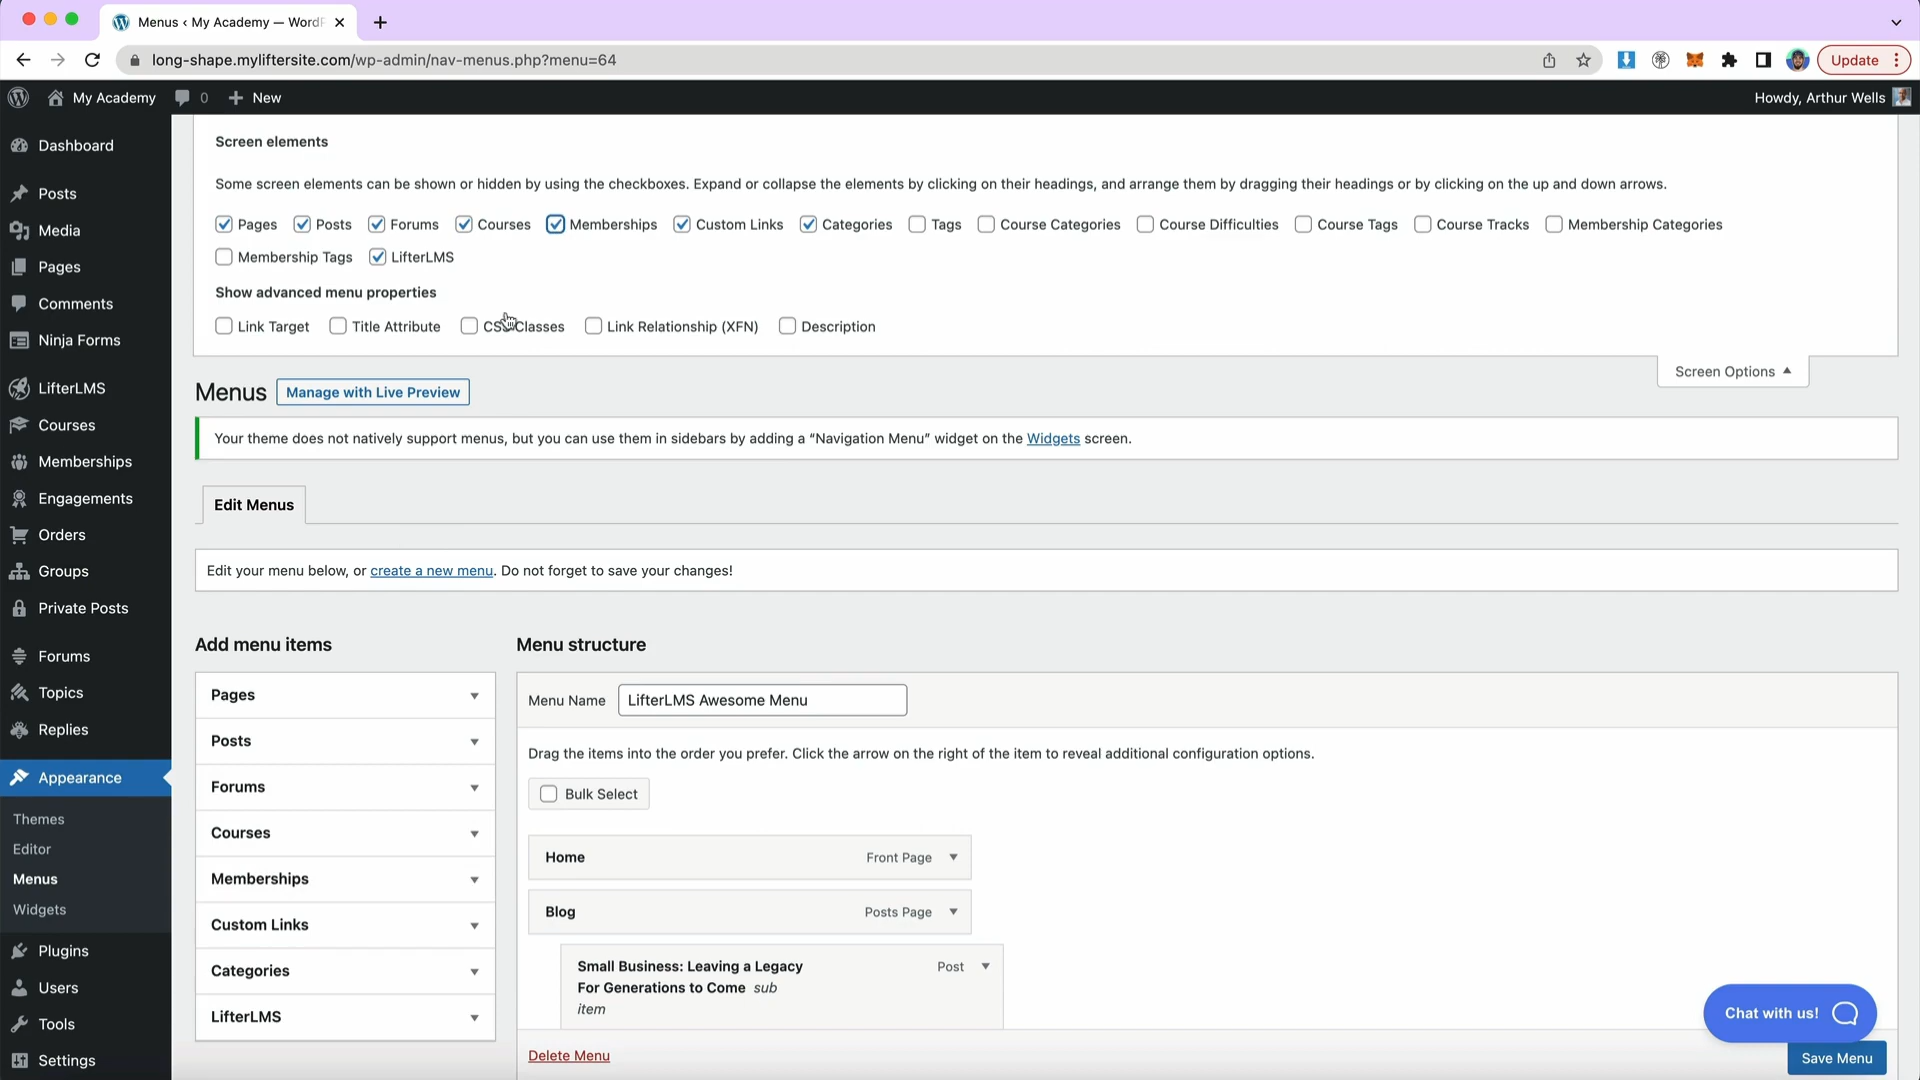 Menus ‹ My Academy — WordP
long-shape.myliftersite.com/wp-admin/nav-menus.php?menu=64
Update
My Academy
0
New
Howdy, Arthur Wells
Dashboard
Posts
Media
Pages
Comments
Ninja Forms
LifterLMS
Courses
Memberships
Engagements
Orders
Groups
Private Posts
Forums
Topics
Replies
Appearance
Themes
Editor
Menus
Widgets
Plugins
Users
Tools
Settings
Screen elements
Some screen elements can be shown or hidden by using the checkboxes. Expand or collapse the elements by clicking on their headings, and arrange them by dragging their headings or by clicking on the up and down arrows.
Pages Posts Forums Courses Memberships Custom Links Categories Tags Course Categories Course Difficulties Course Tags Course Tracks Membership Categories
Membership Tags LifterLMS
Show advanced menu properties
Link Target Title Attribute CSS Classes Link Relationship (XFN) Description
Screen Options
Menus Manage with Live Preview
Your theme does not natively support menus, but you can use them in sidebars by adding a “Navigation Menu” widget on the Widgets screen.
Edit Menus
Edit your menu below, or create a new menu. Do not forget to save your changes!
Add menu items
Pages
Posts
Forums
Courses
Memberships
Custom Links
Categories
LifterLMS
Menu structure
Menu Name LifterLMS Awesome Menu
Drag the items into the order you prefer. Click the arrow on the right of the item to reveal additional configuration options.
Bulk Select
Home Front Page
Blog Posts Page
Small Business: Leaving a Legacy Post
For Generations to Come sub
item
Delete Menu
Chat with us!
Save Menu